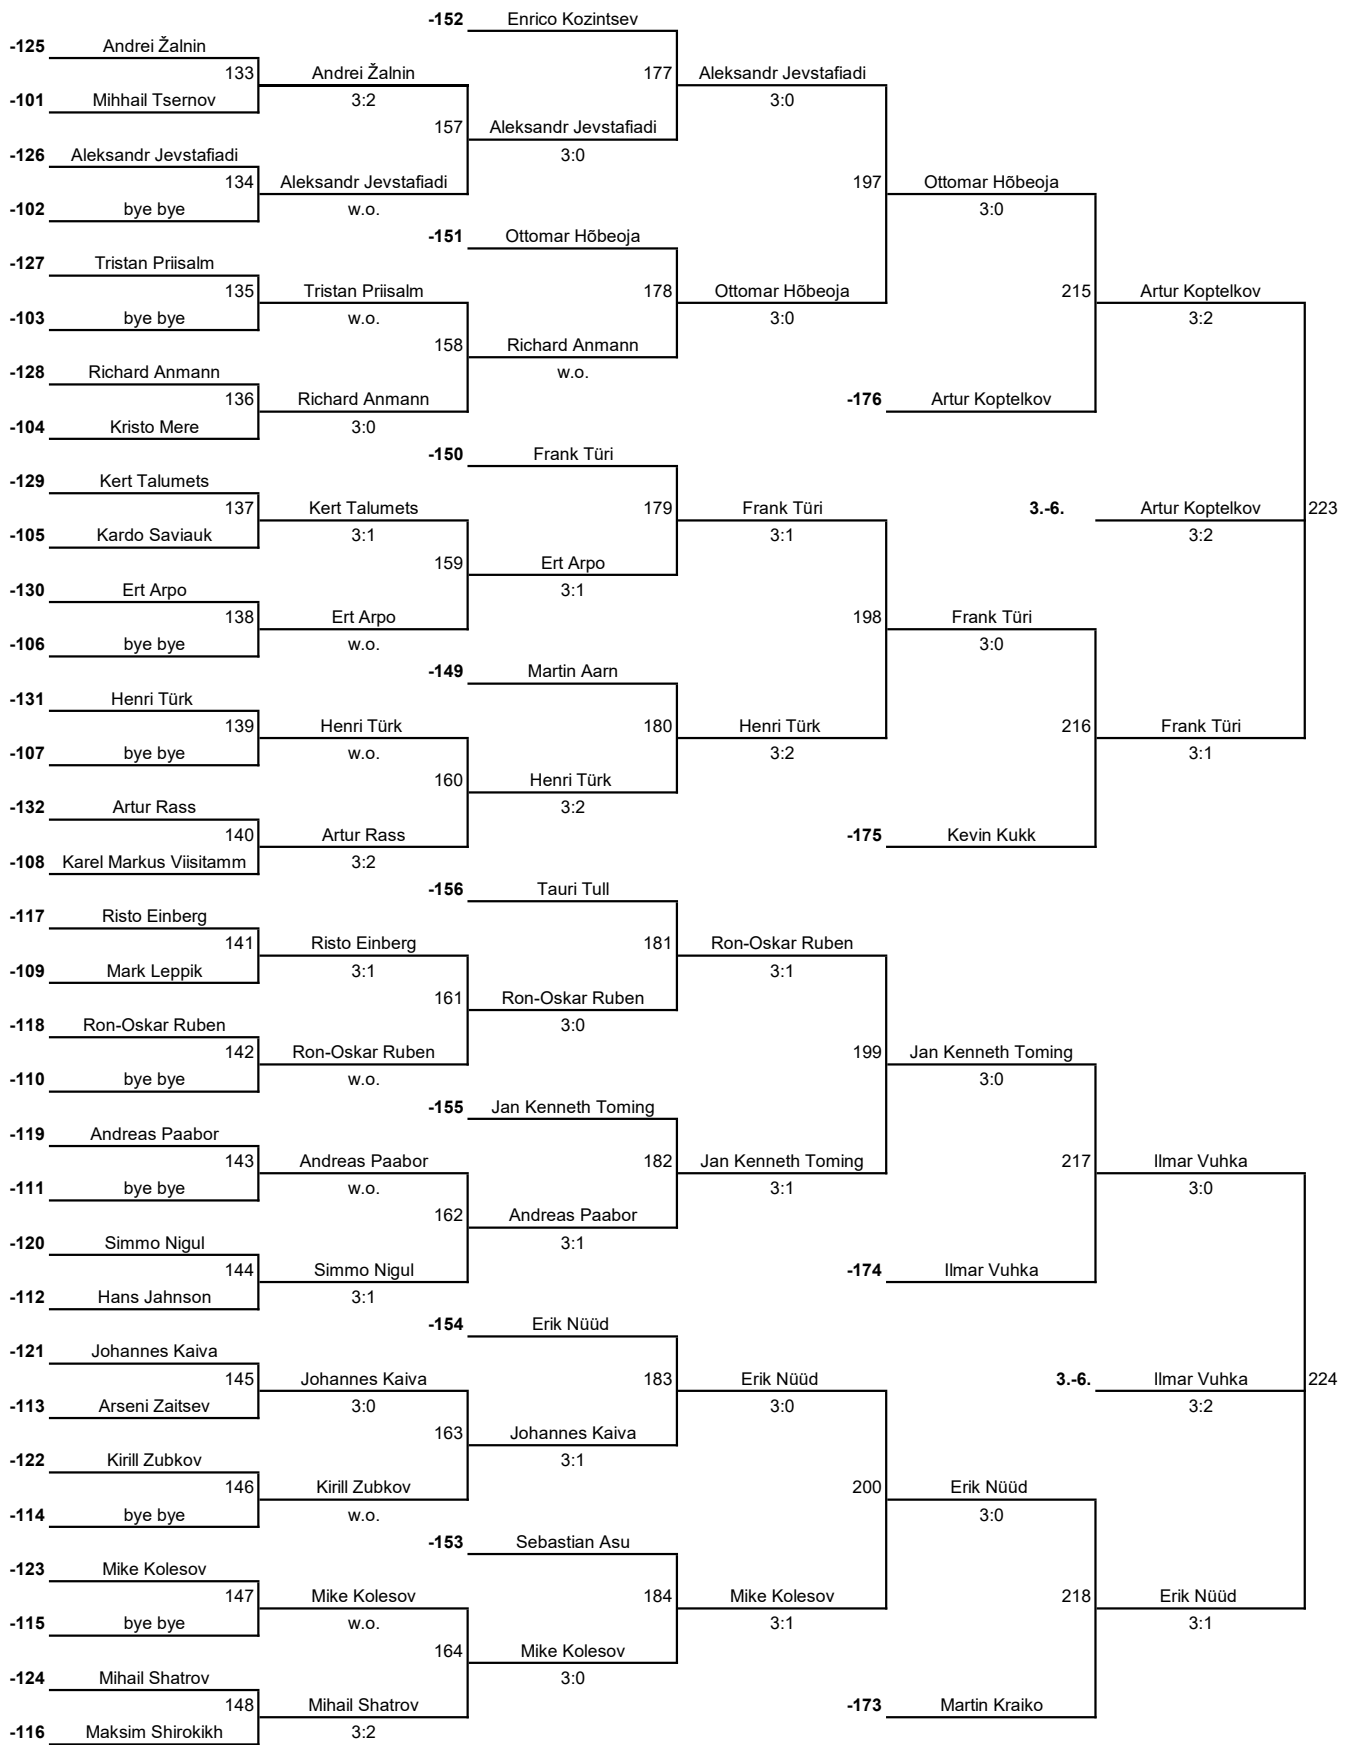 -152 Enrico Kozintsev
-125 Andrei Žalnin
133 Andrei Žalnin 177 Aleksandr Jevstafiadi
-101 Mihhail Tsernov 3:2 3:0
157 Aleksandr Jevstafiadi
-126 Aleksandr Jevstafiadi 3:0
134 Aleksandr Jevstafiadi 197 Ottomar Hõbeoja
-102 bye bye w.o. 3:0
-151 Ottomar Hõbeoja
-127 Tristan Priisalm
135 Tristan Priisalm 178 Ottomar Hõbeoja 215 Artur Koptelkov
-103 bye bye w.o. 3:0 3:2
158 Richard Anmann
-128 Richard Anmann w.o.
136 Richard Anmann -176 Artur Koptelkov
-104 Kristo Mere 3:0
-150 Frank Türi
-129 Kert Talumets
137 Kert Talumets 179 Frank Türi 3.-6. Artur Koptelkov 223
-105 Kardo Saviauk 3:1 3:1 3:2
159 Ert Arpo
-130 Ert Arpo 3:1
138 Ert Arpo 198 Frank Türi
-106 bye bye w.o. 3:0
-149 Martin Aarn
-131 Henri Türk
139 Henri Türk 180 Henri Türk 216 Frank Türi
-107 bye bye w.o. 3:2 3:1
160 Henri Türk
-132 Artur Rass 3:2
140 Artur Rass -175 Kevin Kukk
-108 Karel Markus Viisitamm 3:2
-156 Tauri Tull
-117 Risto Einberg
141 Risto Einberg 181 Ron-Oskar Ruben
-109 Mark Leppik 3:1 3:1
161 Ron-Oskar Ruben
-118 Ron-Oskar Ruben 3:0
142 Ron-Oskar Ruben 199 Jan Kenneth Toming
-110 bye bye w.o. 3:0
-155 Jan Kenneth Toming
-119 Andreas Paabor
143 Andreas Paabor 182 Jan Kenneth Toming 217 Ilmar Vuhka
-111 bye bye w.o. 3:1 3:0
162 Andreas Paabor
-120 Simmo Nigul 3:1
144 Simmo Nigul -174 Ilmar Vuhka
-112 Hans Jahnson 3:1
-154 Erik Nüüd
-121 Johannes Kaiva
145 Johannes Kaiva 183 Erik Nüüd 3.-6. Ilmar Vuhka 224
-113 Arseni Zaitsev 3:0 3:0 3:2
163 Johannes Kaiva
-122 Kirill Zubkov 3:1
146 Kirill Zubkov 200 Erik Nüüd
-114 bye bye w.o. 3:0
-153 Sebastian Asu
-123 Mike Kolesov
147 Mike Kolesov 184 Mike Kolesov 218 Erik Nüüd
-115 bye bye w.o. 3:1 3:1
164 Mike Kolesov
-124 Mihail Shatrov 3:0
148 Mihail Shatrov -173 Martin Kraiko
-116 Maksim Shirokikh 3:2